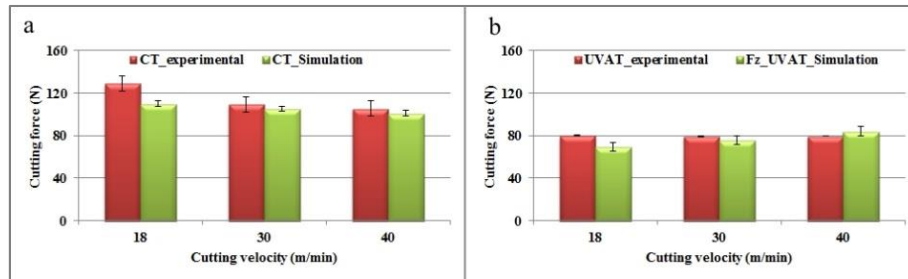 a
CT_experimental CT_Simulation
160
120
80
40
0
Cutting force (N)
18 30 40
Cutting velocity (m/min)
b
UVAT_experimental Fz_UVAT_Simulation
160
120
80
40
0
Cutting force (N)
18 30 40
Cutting velocity (m/min)